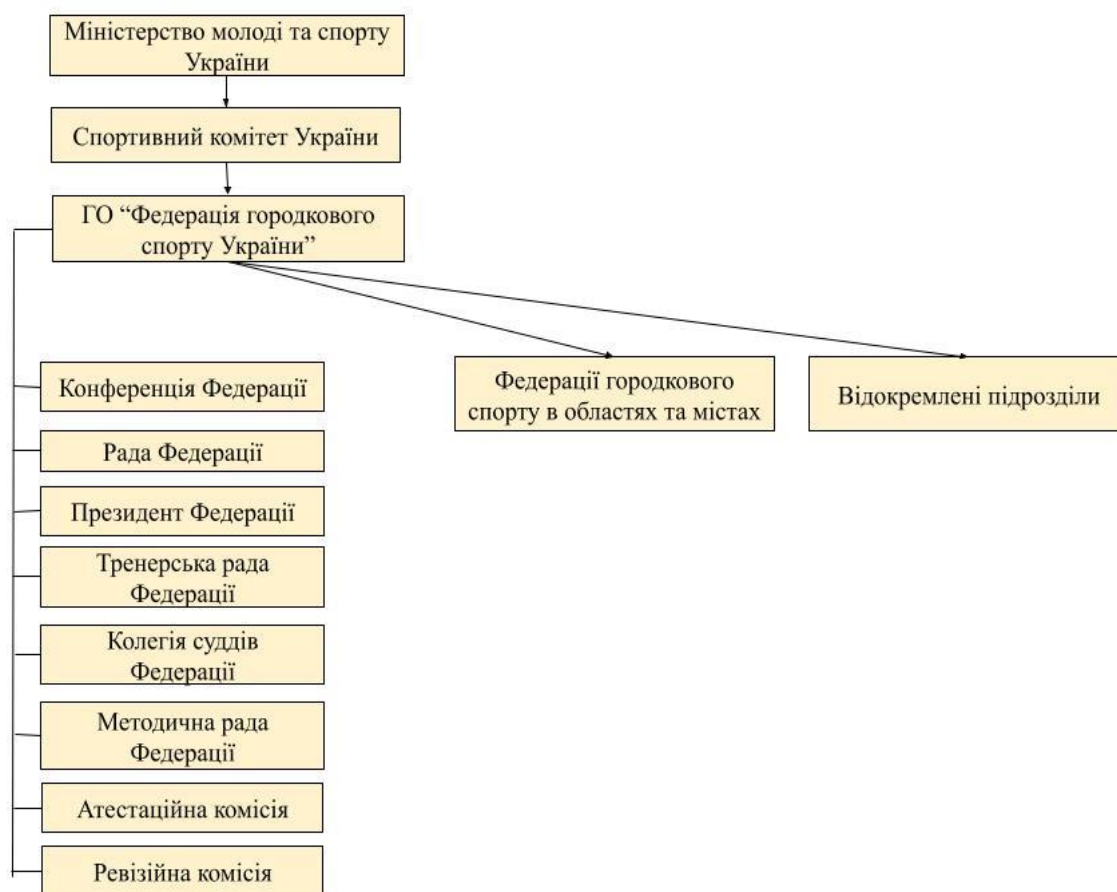 Міністерство молоді та спорту
України
Спортивний комітет України
ГО “Федерація городкового
спорту України”
Конференція Федерації
Рада Федерації
Президент Федерації
Тренерська рада
Федерації
Колегія суддів
Федерації
Методична рада
Федерації
Атестаційна комісія
Ревізійна комісія
Федерації городкового
спорту в областях та містах
Відокремлені підрозділи